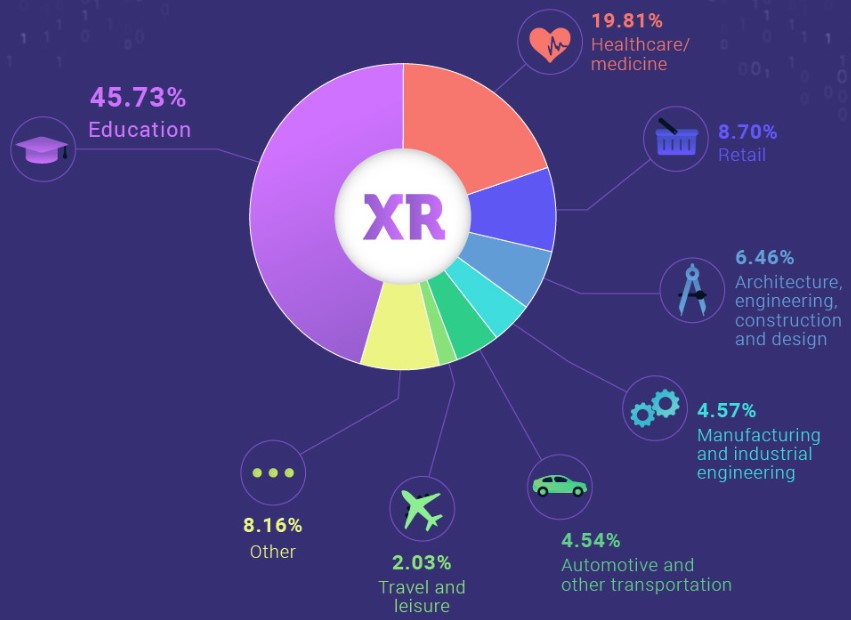 19.81%
Healthcare/
medicine
45.73%
Education
8.70%
Retail
XR
6.46%
Architecture,
engineering,
construction
and design
4.57%
Manufacturing
and industrial
engineering
4.54%
Automotive and
other transportation
2.03%
Travel and
leisure
8.16%
Other